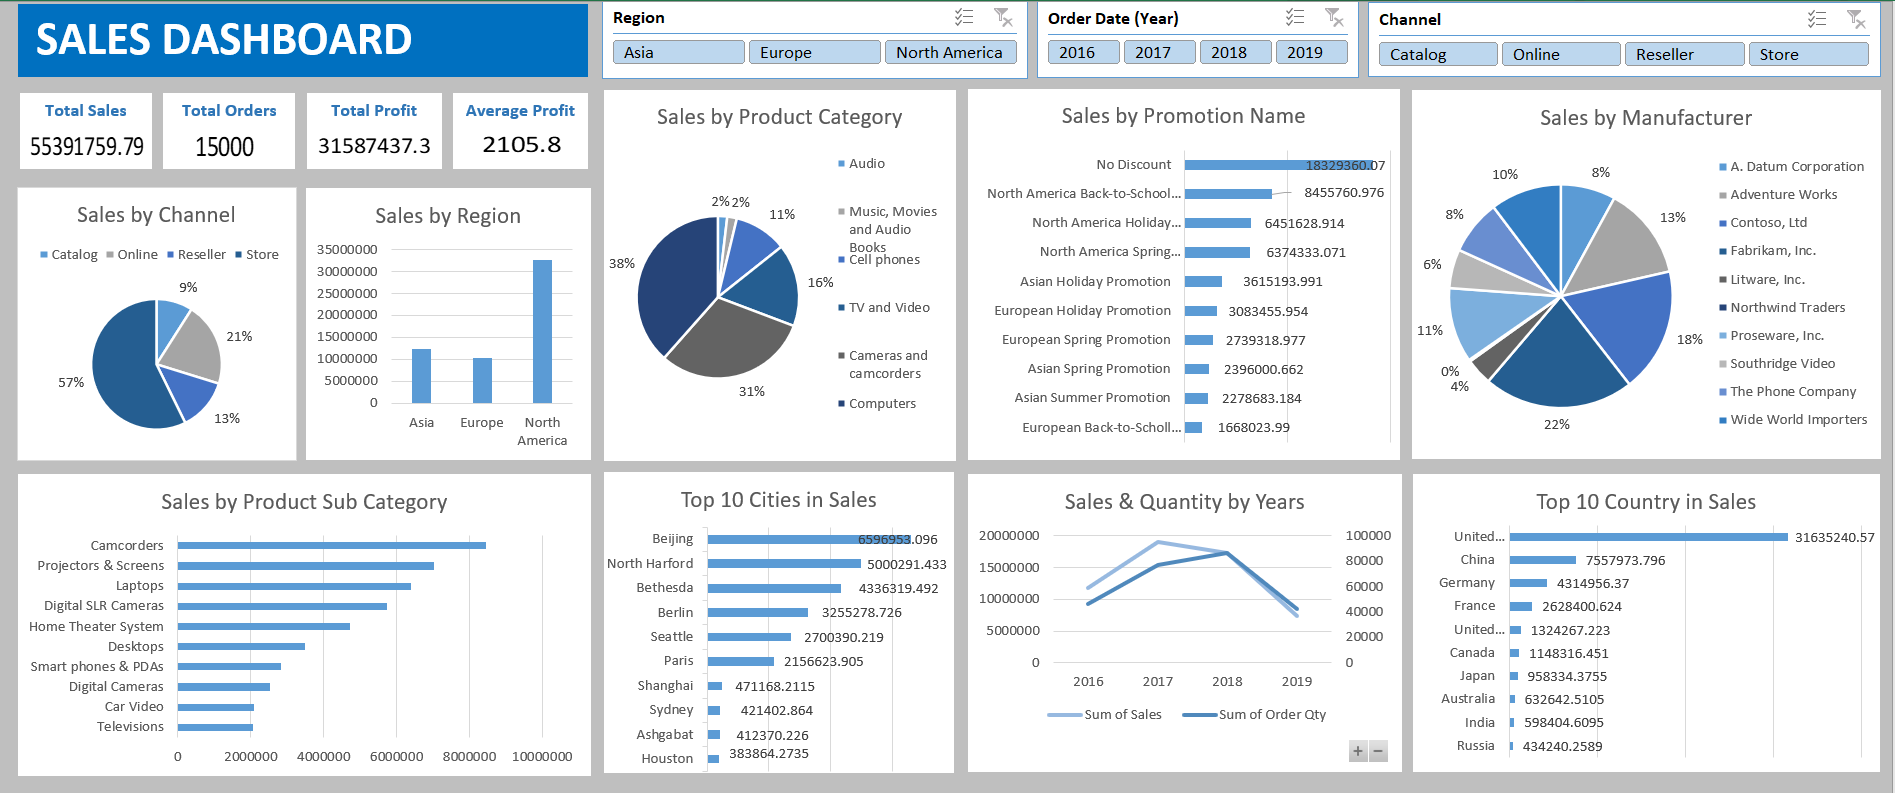 SALES DASHBOARD
Region
Asia
Europe
North America
Order Date (Year)
2016
2017
2018
2019
Channel
Catalog
Online
Reseller
Store
Total Sales
55391759.79
Total Orders
15000
Total Profit
31587437.3
Average Profit
2105.8
Sales by Channel
Catalog
Online
Reseller
Store
9%
21%
13%
57%
Sales by Region
35000000
30000000
25000000
20000000
15000000
10000000
5000000
0
Asia
Europe
North
America
Sales by Product Category
2%
2%
11%
16%
31%
38%
Audio
Music, Movies
and Audio
Books
Cell phones
TV and Video
Cameras and
camcorders
Computers
Sales by Promotion Name
No Discount 18329360.07
North America Back-to-School... 8455760.976
North America Holiday... 6451628.914
North America Spring... 6374333.071
Asian Holiday Promotion 3615193.991
European Holiday Promotion 3083455.954
European Spring Promotion 2739318.977
Asian Spring Promotion 2396000.662
Asian Summer Promotion 2278683.184
European Back-to-Scholl... 1668023.99
Sales by Manufacturer
8%
13%
18%
22%
4%
0%
11%
6%
8%
10%
A. Datum Corporation
Adventure Works
Contoso, Ltd
Fabrikam, Inc.
Litware, Inc.
Northwind Traders
Proseware, Inc.
Southridge Video
The Phone Company
Wide World Importers
Sales by Product Sub Category
Camcorders
Projectors & Screens
Laptops
Digital SLR Cameras
Home Theater System
Desktops
Smart phones & PDAs
Digital Cameras
Car Video
Televisions
0 2000000 4000000 6000000 8000000 10000000
Top 10 Cities in Sales
Beijing 6596953.096
North Harford 5000291.433
Bethesda 4336319.492
Berlin 3255278.726
Seattle 2700390.219
Paris 2156623.905
Shanghai 471168.2115
Sydney 421402.864
Ashgabat 412370.226
Houston 383864.2735
Sales & Quantity by Years
20000000
15000000
10000000
5000000
0
100000
80000
60000
40000
20000
0
2016 2017 2018 2019
Sum of Sales
Sum of Order Qty
+ −
Top 10 Country in Sales
United... 31635240.57
China 7557973.796
Germany 4314956.37
France 2628400.624
United... 1324267.223
Canada 1148316.451
Japan 958334.3755
Australia 632642.5105
India 598404.6095
Russia 434240.2589